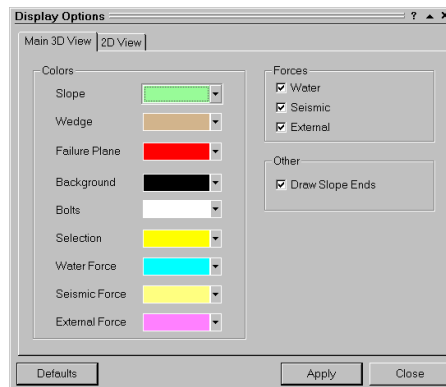 Display Options
Main 3D View 2D View
Colors
Slope
Wedge
Failure Plane
Background
Bolts
Selection
Water Force
Seismic Force
External Force
Forces
Water
Seismic
External
Other
Draw Slope Ends
Defaults Apply Close